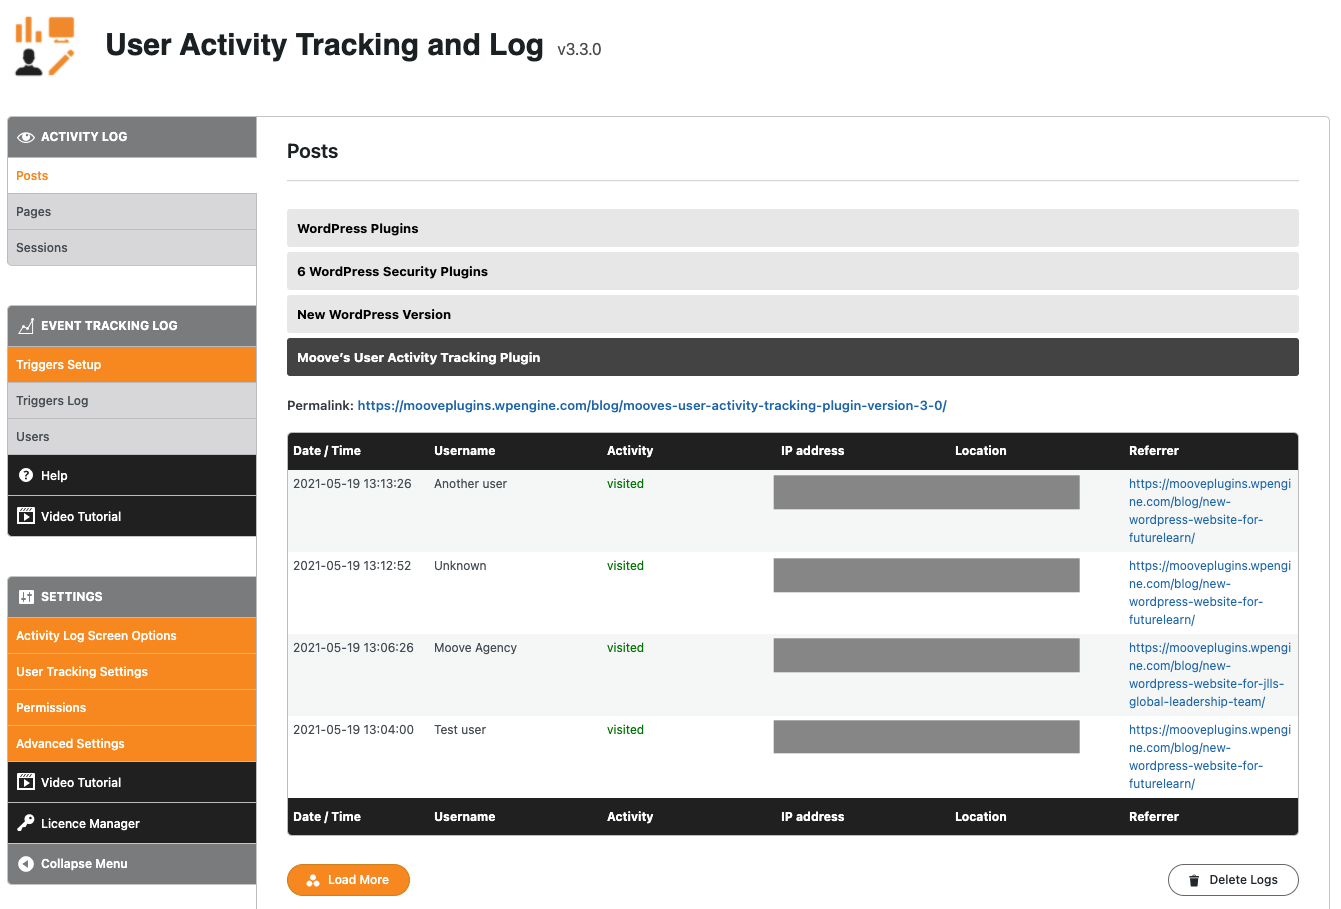 User Activity Tracking and Log v3.3.0
ACTIVITY LOG
Posts
Pages
Sessions
EVENT TRACKING LOG
Triggers Setup
Triggers Log
Users
Help
Video Tutorial
SETTINGS
Activity Log Screen Options
User Tracking Settings
Permissions
Advanced Settings
Video Tutorial
Licence Manager
Collapse Menu
Posts
WordPress Plugins
6 WordPress Security Plugins
New WordPress Version
Moove’s User Activity Tracking Plugin
Permalink: https://mooveplugins.wpengine.com/blog/mooves-user-activity-tracking-plugin-version-3-0/
Date / Time Username Activity IP address Location Referrer
2021-05-19 13:13:26 Another user visited https://mooveplugins.wpengi
ne.com/blog/new-
wordpress-website-for-
futurelearn/
2021-05-19 13:12:52 Unknown visited https://mooveplugins.wpengi
ne.com/blog/new-
wordpress-website-for-
futurelearn/
2021-05-19 13:06:26 Moove Agency visited https://mooveplugins.wpengi
ne.com/blog/new-
wordpress-website-for-jlls-
global-leadership-team/
2021-05-19 13:04:00 Test user visited https://mooveplugins.wpengi
ne.com/blog/new-
wordpress-website-for-
futurelearn/
Date / Time Username Activity IP address Location Referrer
Load More
Delete Logs